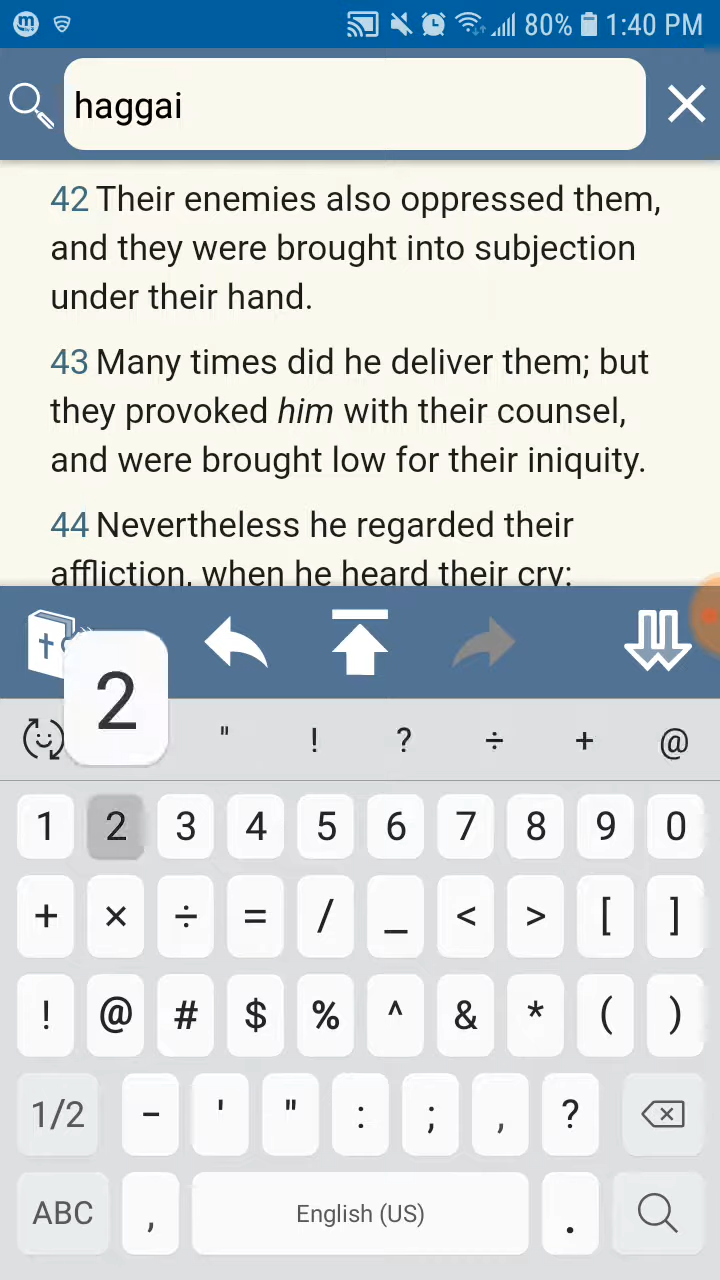 80% 1:40 PM
haggai
42 Their enemies also oppressed them,
and they were brought into subjection
under their hand.
43 Many times did he deliver them; but
they provoked him with their counsel,
and were brought low for their iniquity.
44 Nevertheless he regarded their
affliction, when he heard their cry:
2
" ! ? ÷ + @
1 2 3 4 5 6 7 8 9 0
+ × ÷ = / _ < > [ ]
! @ # $ % ^ & * ( )
1/2 - ' " : ; , ?
ABC , English (US) .